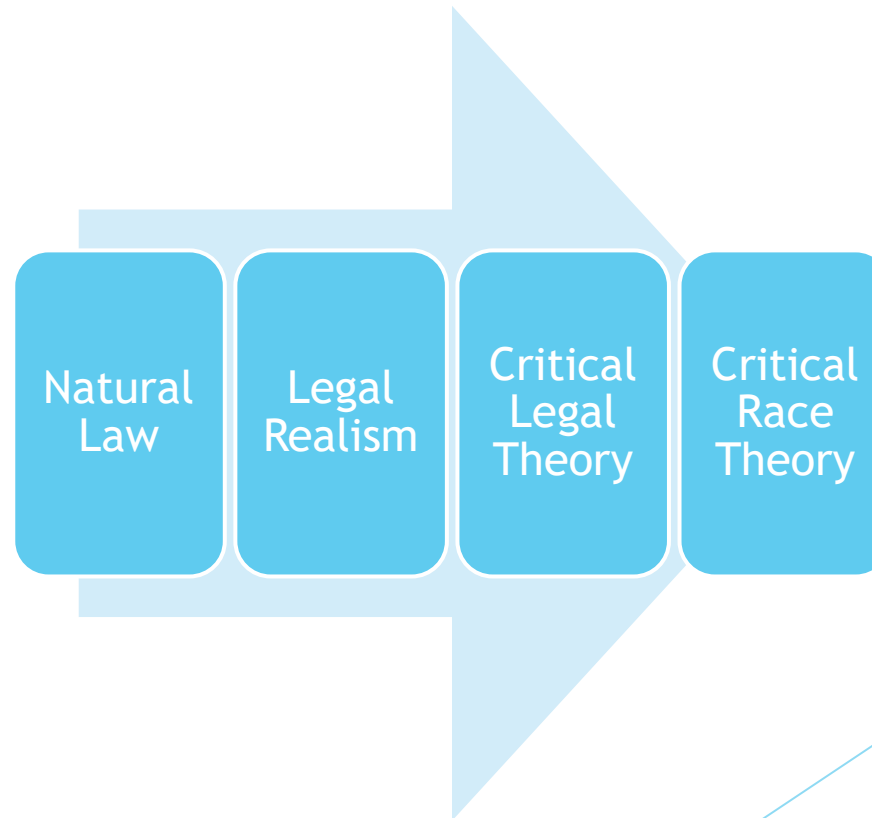 Natural
Law
Legal
Realism
Critical
Legal
Theory
Critical
Race
Theory